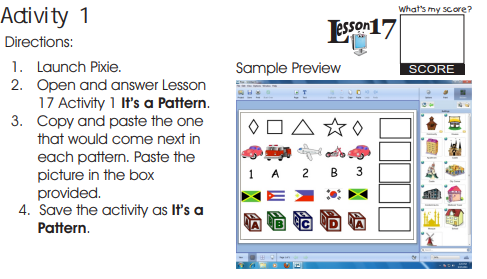 Activity 1
What's my score?
Lesson 17
Directions:
SCORE
Sample Preview
1. Launch Pixie.
2. Open and answer Lesson
17 Activity 1 It's a Pattern.
3. Copy and paste the one
that would come next in
each pattern. Paste the
picture in the box
provided.
4. Save the activity as It's a
Pattern.
1 A 2 B 3
A B C D A